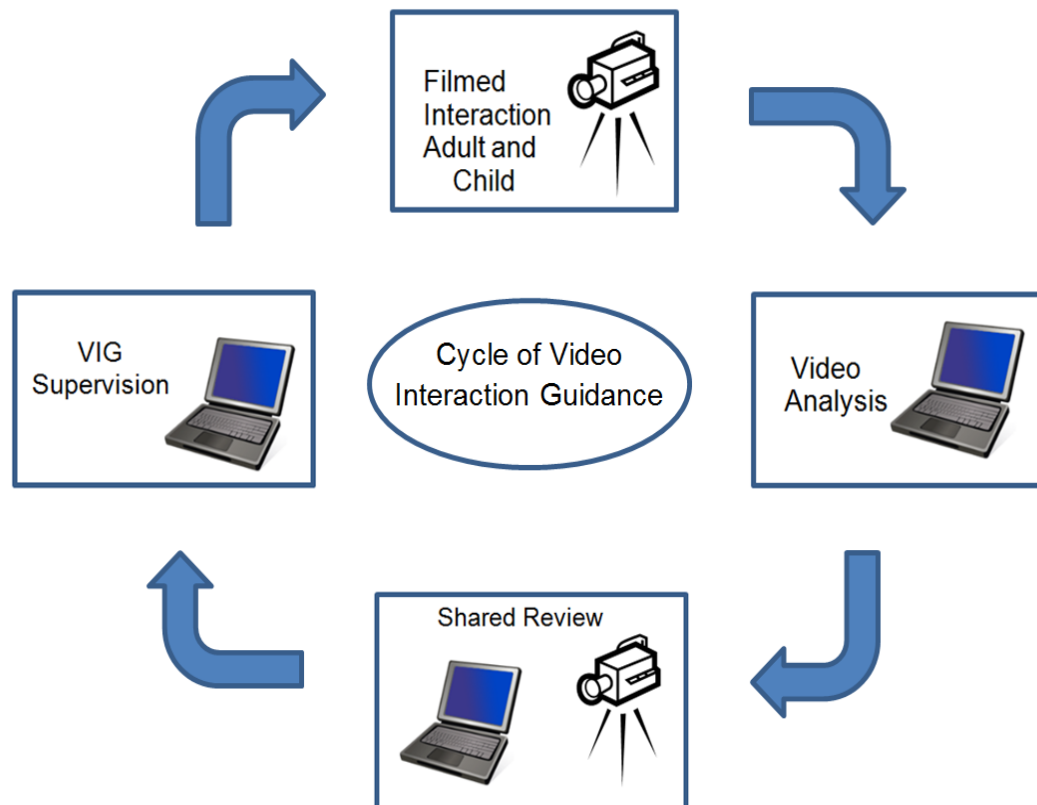 Filmed
Interaction
Adult and
Child
VIG
Supervision
Cycle of Video
Interaction Guidance
Video
Analysis
Shared Review